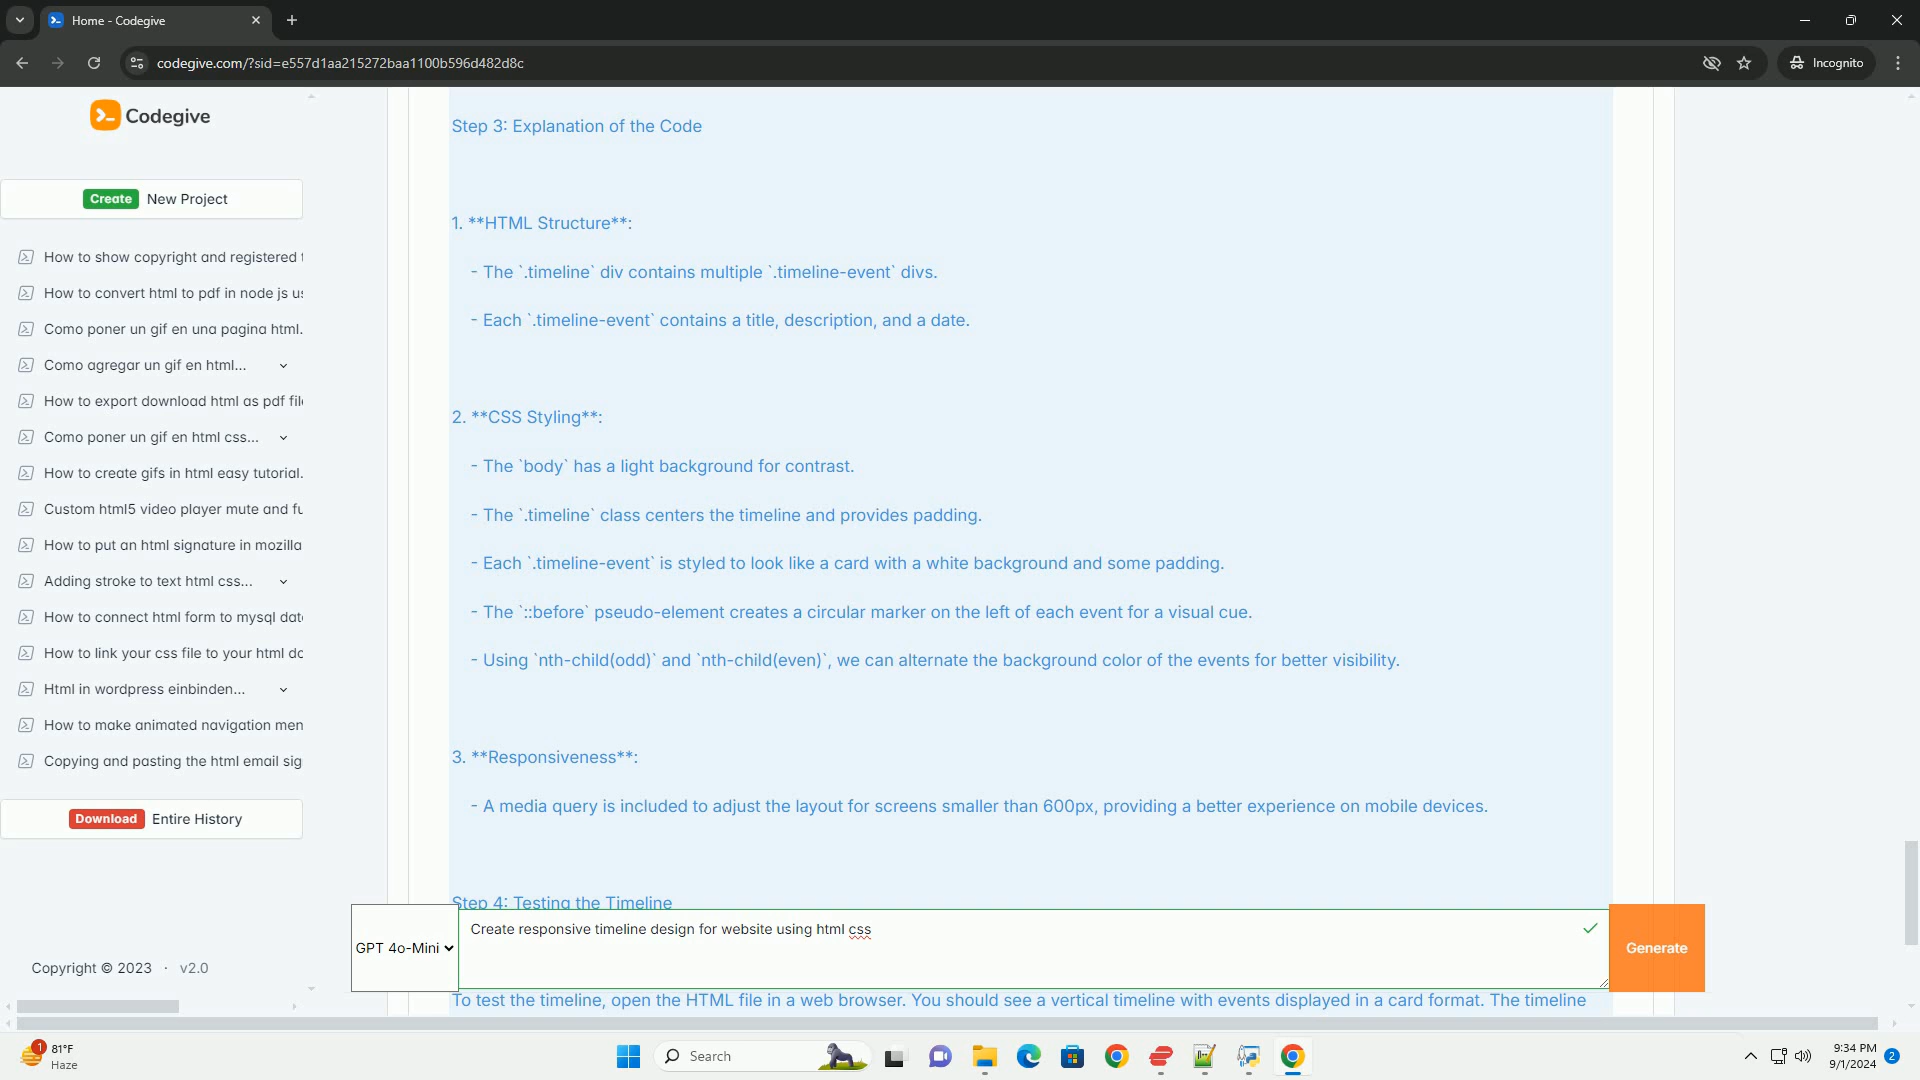 Home - Codegive
codegive.com/?sid=e557d1aa215272baa1100b596d482d8c
Incognito
Codegive
Create New Project
How to show copyright and registered
How to convert html to pdf in node js
Como poner un gif en una pagina html.
Como agregar un gif en html...
How to export download html as pdf
Como poner un gif en html css...
How to create gifs in html easy tutorial.
Custom html5 video player mute and
How to put an html signature in mozilla
Adding stroke to text html css...
How to connect html form to mysql
How to link your css file to your html
Html in wordpress einbinden...
How to make animated navigation
Copying and pasting the html email
Download Entire History
Copyright © 2023 · v2.0
Step 3: Explanation of the Code
1. **HTML Structure**:
- The `.timeline` div contains multiple `.timeline-event` divs.
- Each `.timeline-event` contains a title, description, and a date.
2. **CSS Styling**:
- The `body` has a light background for contrast.
- The `.timeline` class centers the timeline and provides padding.
- Each `.timeline-event` is styled to look like a card with a white background and some padding.
- The `::before` pseudo-element creates a circular marker on the left of each event for a visual cue.
- Using `nth-child(odd)` and `nth-child(even)`, we can alternate the background color of the events for better visibility.
3. **Responsiveness**:
- A media query is included to adjust the layout for screens smaller than 600px, providing a better experience on mobile devices.
Step 4: Testing the Timeline
GPT 4o-Mini
Create responsive timeline design for website using html css
Generate
To test the timeline, open the HTML file in a web browser. You should see a vertical timeline with events displayed in a card format. The timeline
1
81°F
Haze
Search
9:34 PM
9/1/2024
2